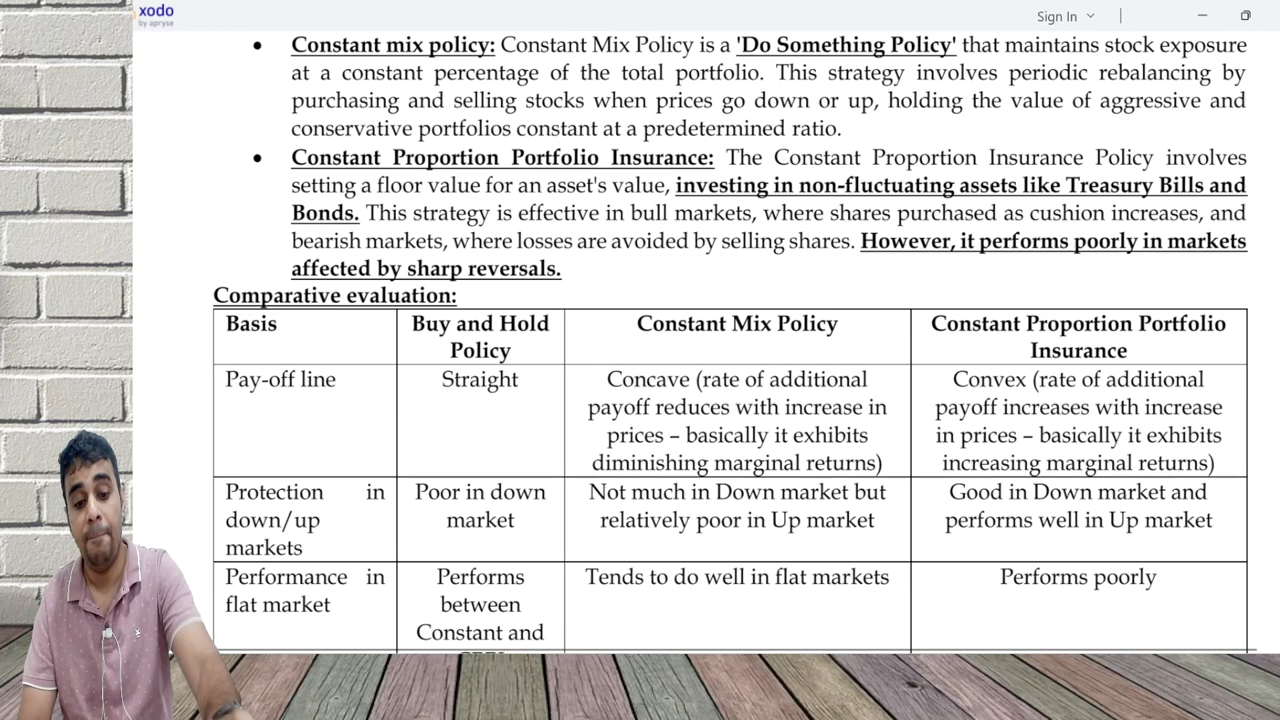 xodo
by apryse
Sign In
• Constant mix policy: Constant Mix Policy is a 'Do Something Policy' that maintains stock exposure
at a constant percentage of the total portfolio. This strategy involves periodic rebalancing by
purchasing and selling stocks when prices go down or up, holding the value of aggressive and
conservative portfolios constant at a predetermined ratio.
• Constant Proportion Portfolio Insurance: The Constant Proportion Insurance Policy involves
setting a floor value for an asset's value, investing in non-fluctuating assets like Treasury Bills and
Bonds. This strategy is effective in bull markets, where shares purchased as cushion increases, and
bearish markets, where losses are avoided by selling shares. However, it performs poorly in markets
affected by sharp reversals.
Comparative evaluation:
Basis
Buy and Hold
Policy
Constant Mix Policy
Constant Proportion Portfolio
Insurance
Pay-off line
Straight
Concave (rate of additional
payoff reduces with increase in
prices – basically it exhibits
diminishing marginal returns)
Convex (rate of additional
payoff increases with increase
in prices – basically it exhibits
increasing marginal returns)
Protection in
down/up
markets
Poor in down
market
Not much in Down market but
relatively poor in Up market
Good in Down market and
performs well in Up market
Performance in
flat market
Performs
between
Constant and
Tends to do well in flat markets
Performs poorly